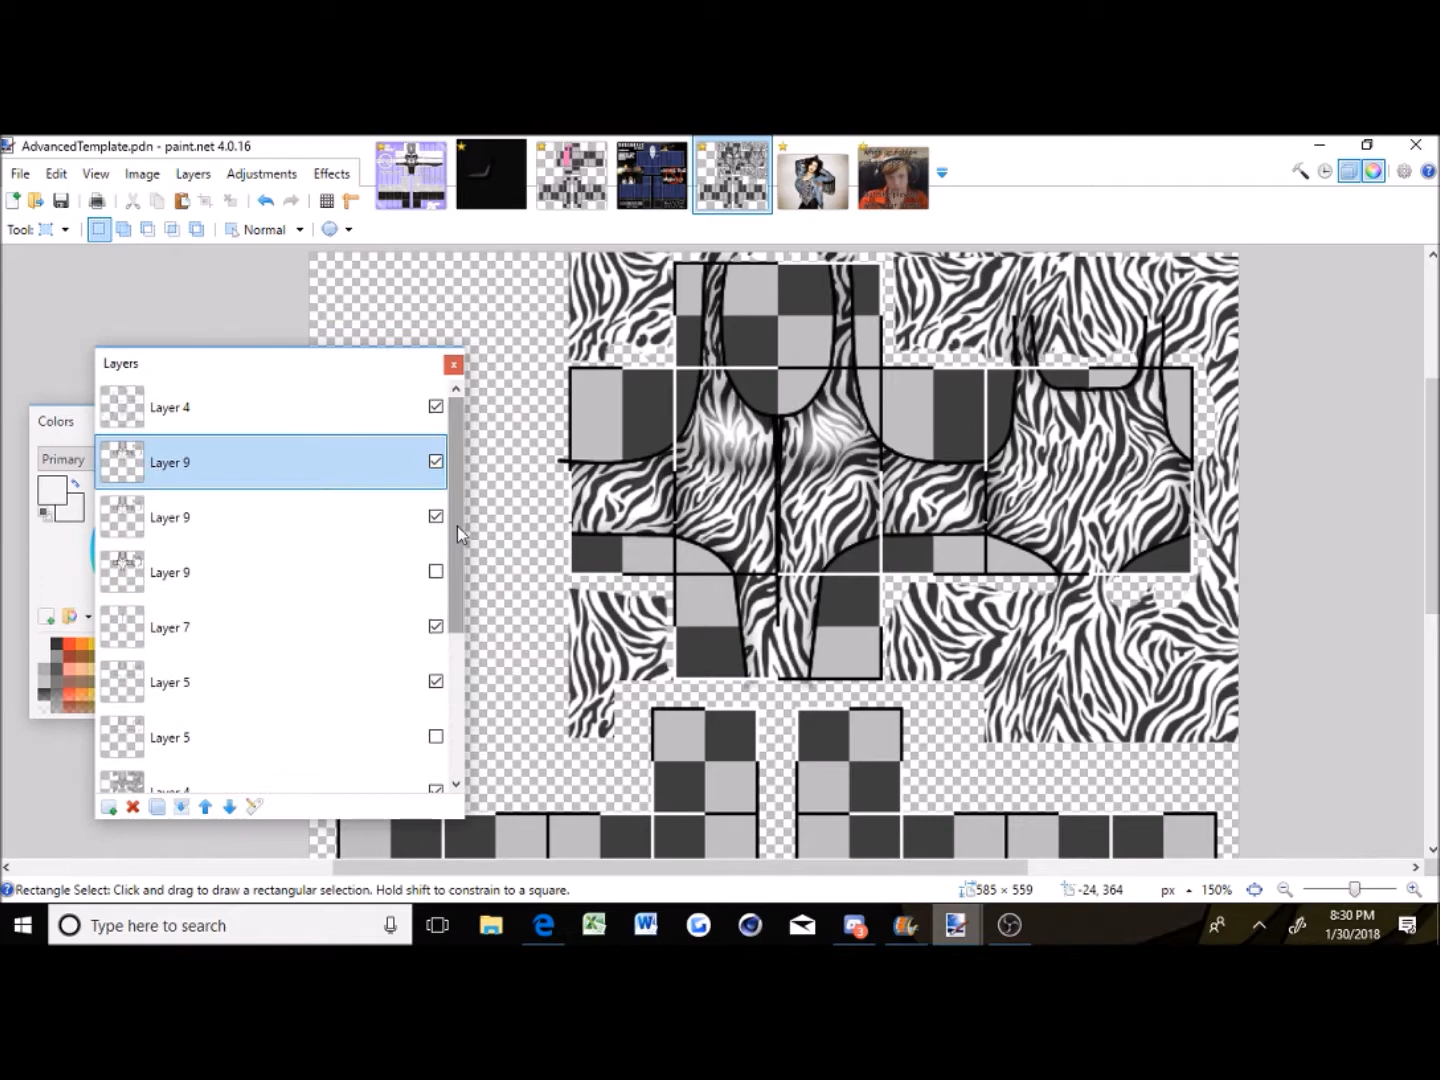 AdvancedTemplate.pdn - paint.net 4.0.16
File Edit View Image Layers Adjustments Effects
Tool: Normal
Layers
Layer 4
Layer 9
Layer 9
Layer 9
Layer 7
Layer 5
Layer 5
Layer 4
Colors
Primary
Rectangle Select: Click and drag to draw a rectangular selection. Hold shift to constrain to a square.
585 × 559
-24, 364
px
150%
Type here to search
3
8:30 PM
1/30/2018